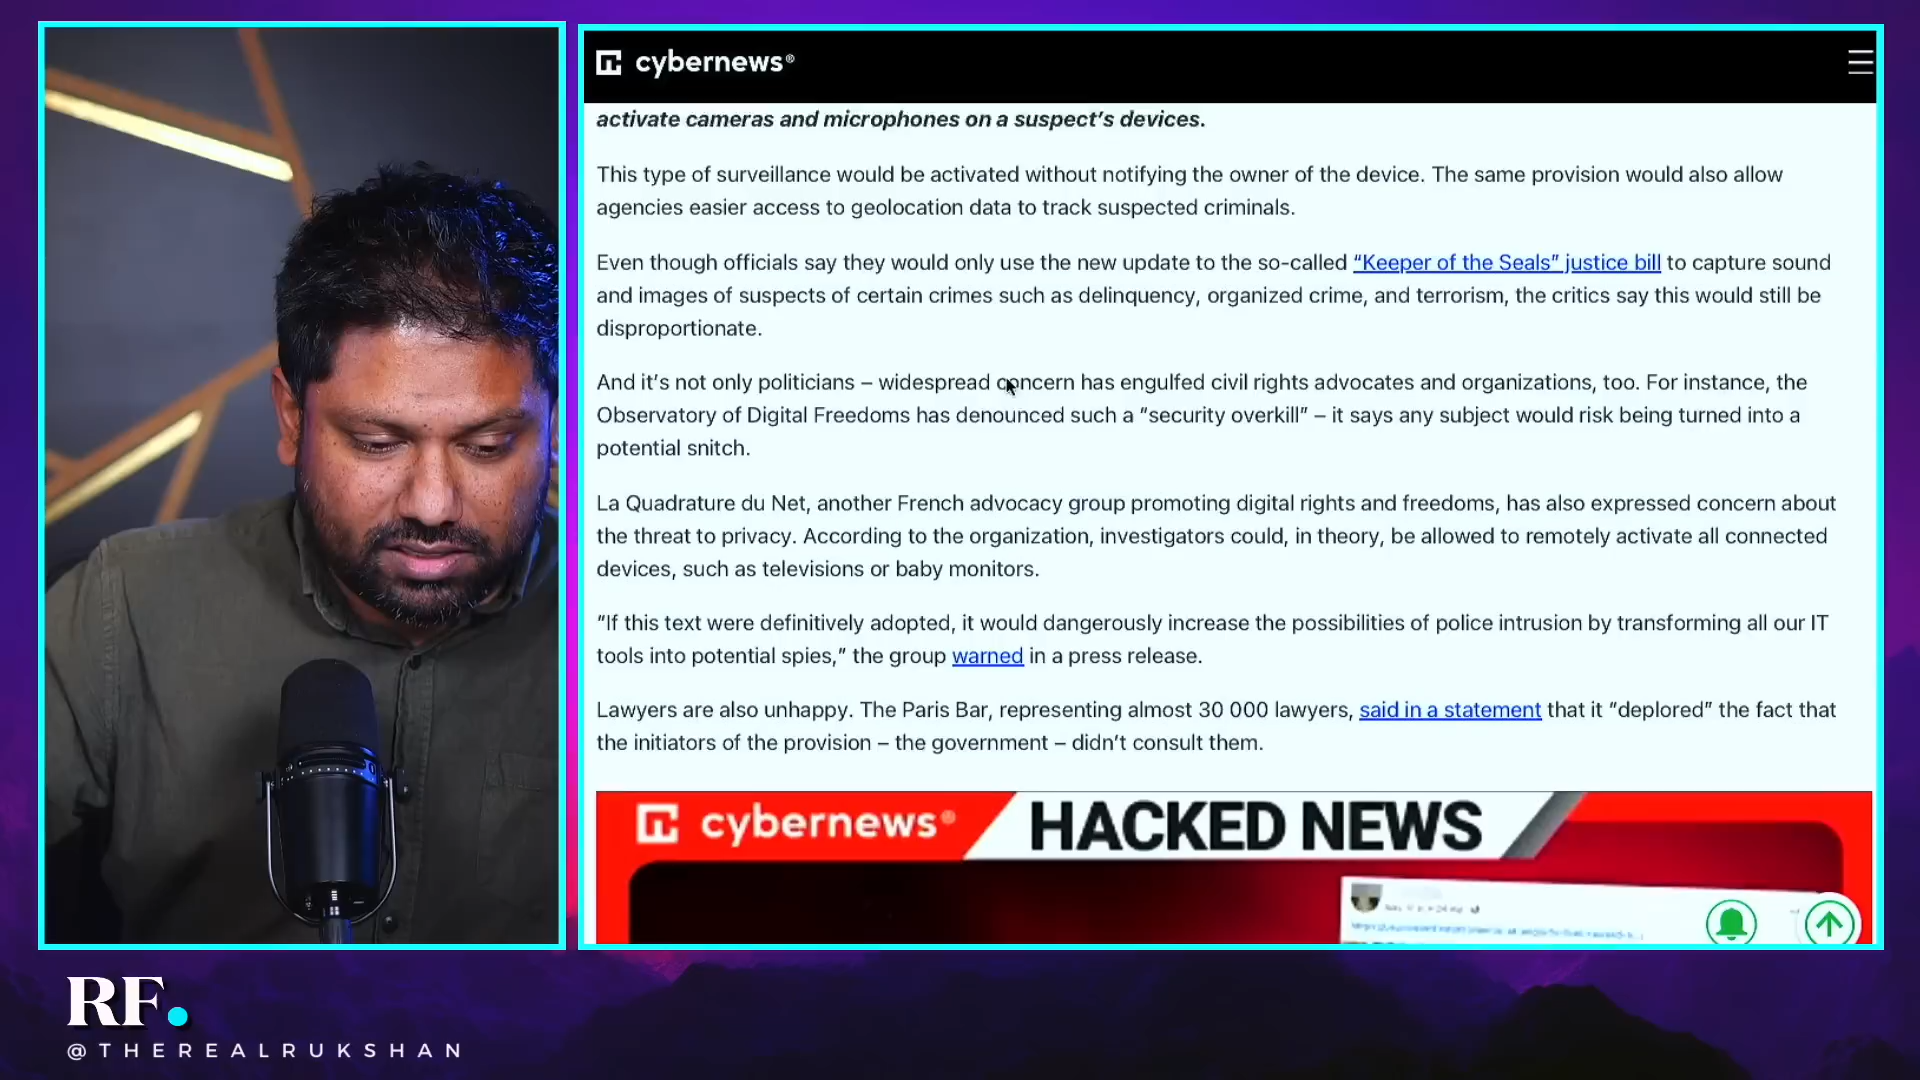 cybernews®
activate cameras and microphones on a suspect’s devices.
This type of surveillance would be activated without notifying the owner of the device. The same provision would also allow
agencies easier access to geolocation data to track suspected criminals.
Even though officials say they would only use the new update to the so-called “Keeper of the Seals” justice bill to capture sound
and images of suspects of certain crimes such as delinquency, organized crime, and terrorism, the critics say this would still be
disproportionate.
And it’s not only politicians – widespread concern has engulfed civil rights advocates and organizations, too. For instance, the
Observatory of Digital Freedoms has denounced such a “security overkill” – it says any subject would risk being turned into a
potential snitch.
La Quadrature du Net, another French advocacy group promoting digital rights and freedoms, has also expressed concern about
the threat to privacy. According to the organization, investigators could, in theory, be allowed to remotely activate all connected
devices, such as televisions or baby monitors.
“If this text were definitively adopted, it would dangerously increase the possibilities of police intrusion by transforming all our IT
tools into potential spies,” the group warned in a press release.
Lawyers are also unhappy. The Paris Bar, representing almost 30 000 lawyers, said in a statement that it “deplored” the fact that
the initiators of the provision – the government – didn’t consult them.
cybernews® HACKED NEWS
RF.
@THEREALRUKSHAN